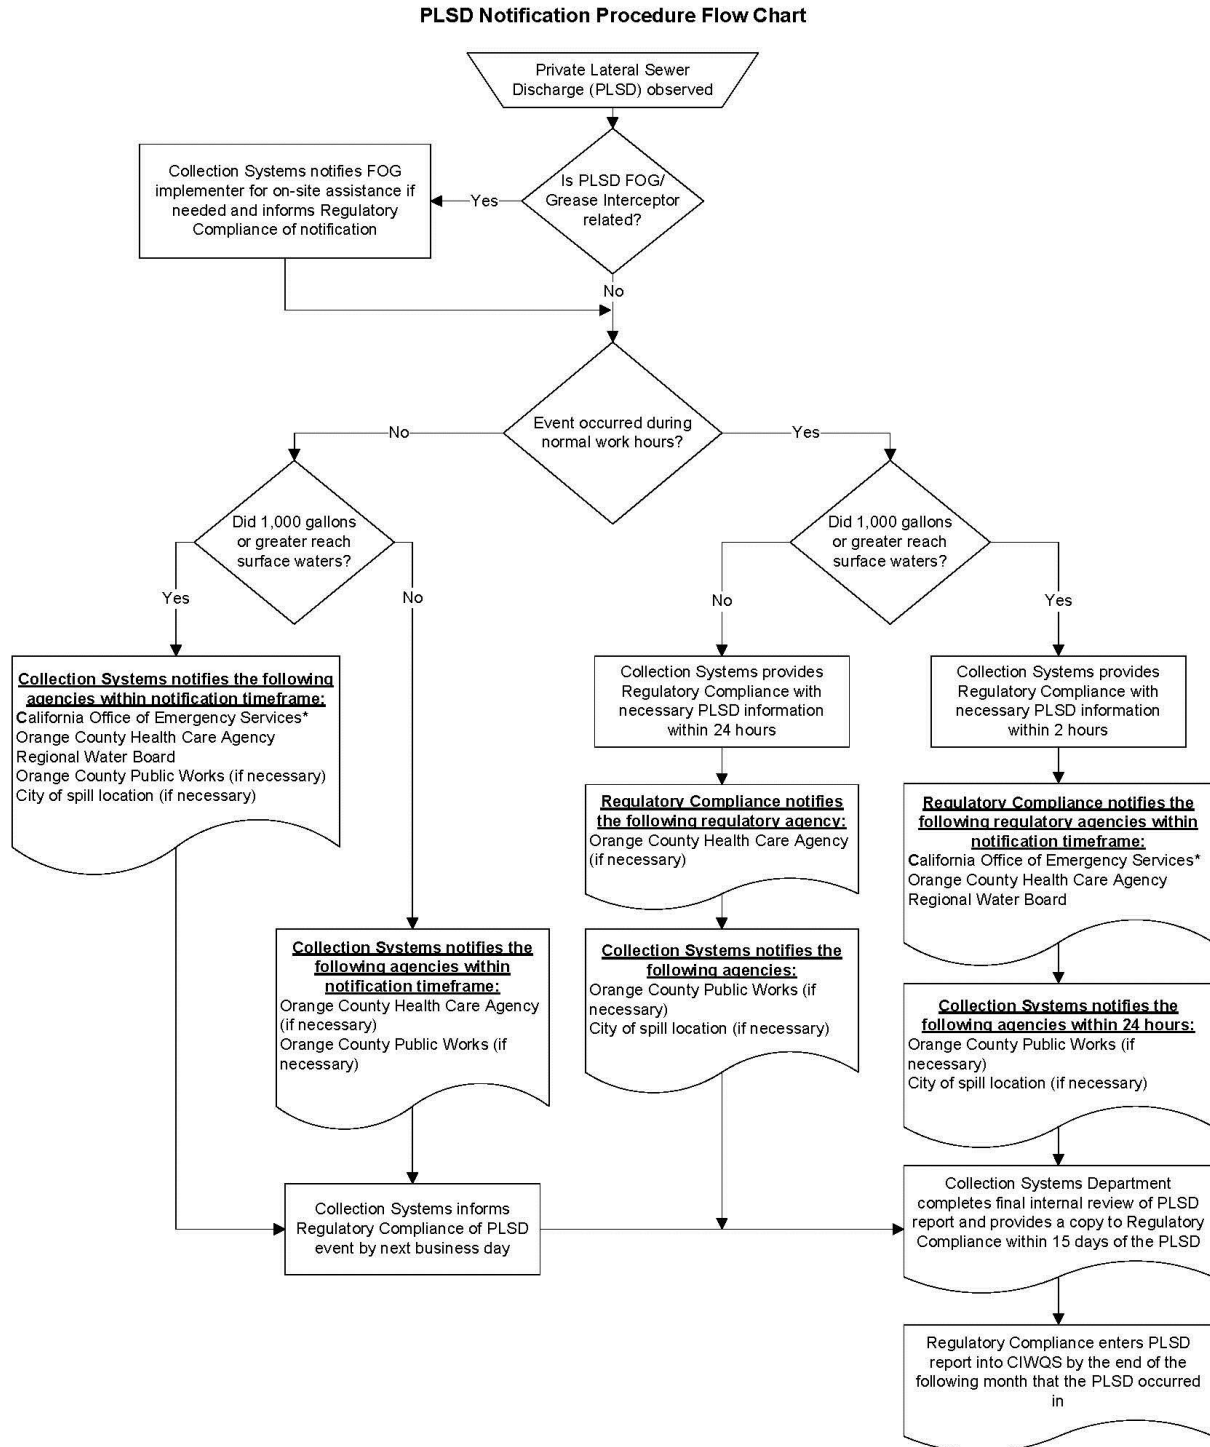 PLSD Notification Procedure Flow Chart
Private Lateral Sewer
Discharge (PLSD) observed
Is PLSD FOG/
Grease Interceptor
related?
Yes
Collection Systems notifies FOG
implementer for on-site assistance if
needed and informs Regulatory
Compliance of notification
No
Event occurred during
normal work hours?
No
Yes
Did 1,000 gallons
or greater reach
surface waters?
Did 1,000 gallons
or greater reach
surface waters?
Yes
No
No
Yes
Collection Systems notifies the following
agencies within notification timeframe:
California Office of Emergency Services*
Orange County Health Care Agency
Regional Water Board
Orange County Public Works (if necessary)
City of spill location (if necessary)
Collection Systems provides
Regulatory Compliance with
necessary PLSD information
within 24 hours
Collection Systems provides
Regulatory Compliance with
necessary PLSD information
within 2 hours
Regulatory Compliance notifies
the following regulatory agency:
Orange County Health Care Agency
(if necessary)
Regulatory Compliance notifies the
following regulatory agencies within
notification timeframe:
California Office of Emergency Services*
Orange County Health Care Agency
Regional Water Board
Collection Systems notifies the
following agencies within
notification timeframe:
Orange County Health Care Agency
(if necessary)
Orange County Public Works (if
necessary)
Collection Systems notifies the
following agencies:
Orange County Public Works (if
necessary)
City of spill location (if necessary)
Collection Systems notifies the
following agencies within 24 hours:
Orange County Public Works (if
necessary)
City of spill location (if necessary)
Collection Systems informs
Regulatory Compliance of PLSD
event by next business day
Collection Systems Department
completes final internal review of PLSD
report and provides a copy to Regulatory
Compliance within 15 days of the PLSD
Regulatory Compliance enters PLSD
report into CIWQS by the end of the
following month that the PLSD occurred
in